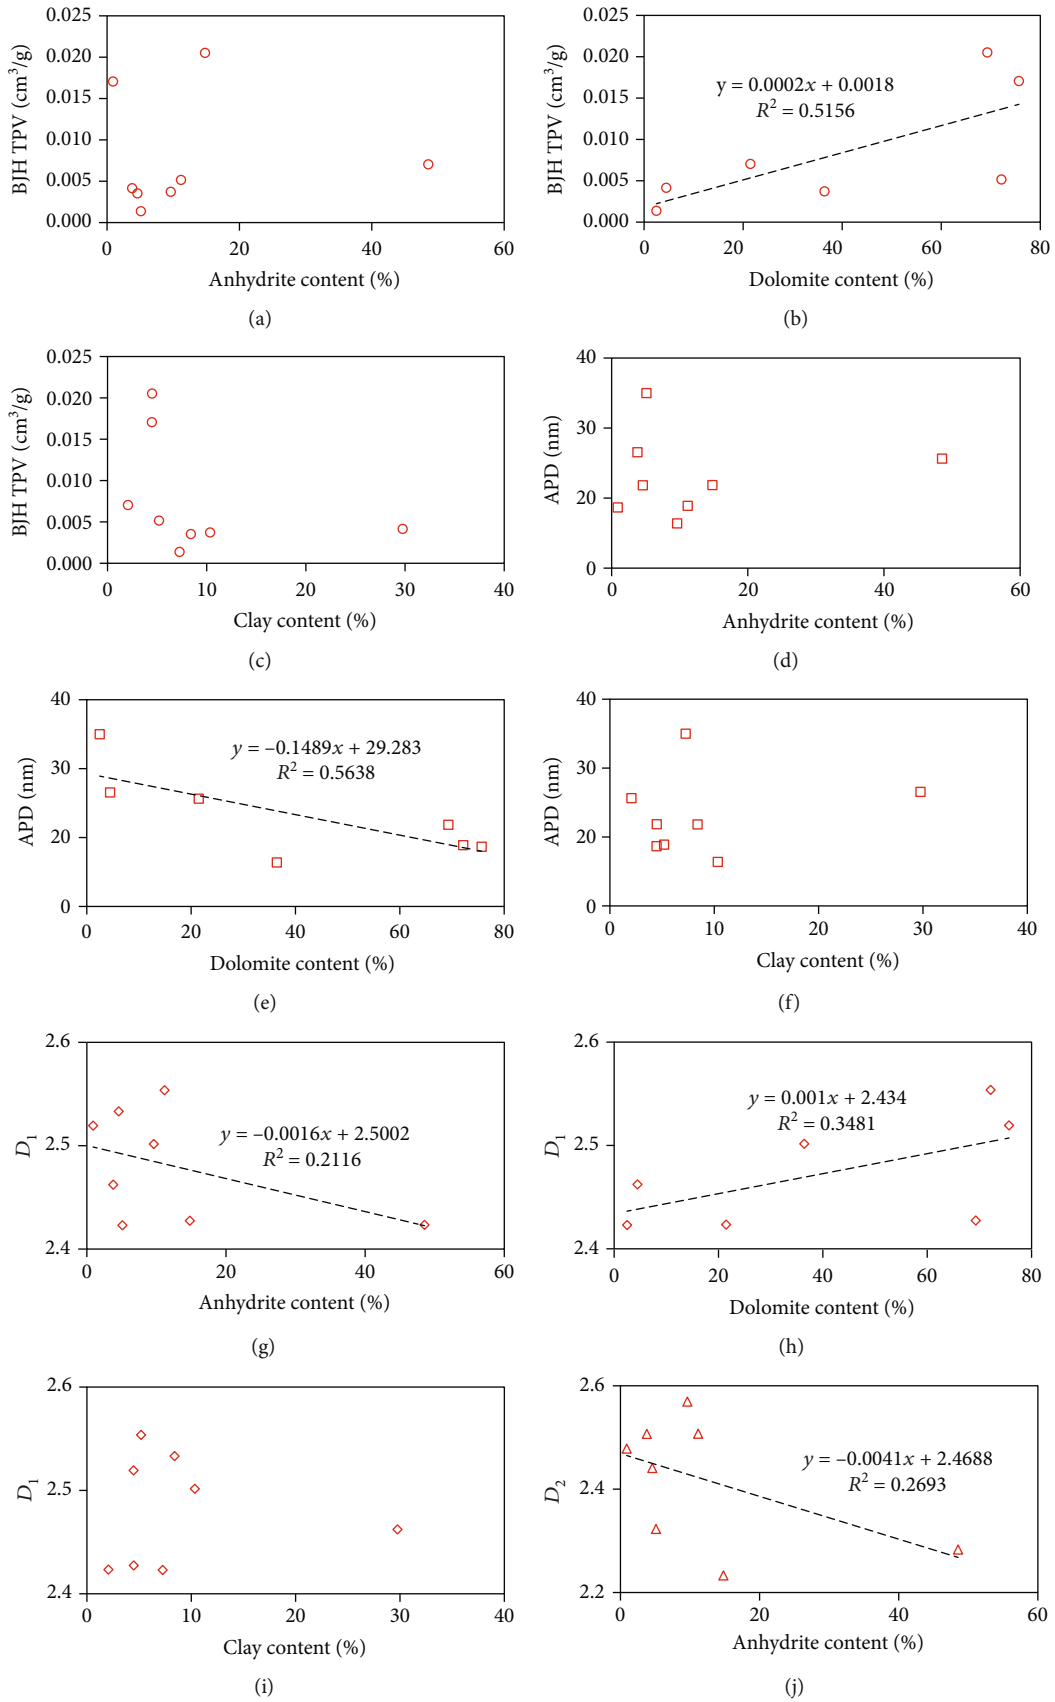 0.025
0.020
0.015
0.010
0.005
0.000
BJH TPV (cm³/g)
0 20 40 60
Anhydrite content (%)
(a)
0.025
0.020
0.015
0.010
0.005
0.000
BJH TPV (cm³/g)
y = 0.0002x + 0.0018
R² = 0.5156
0 20 40 60 80
Dolomite content (%)
(b)
0.025
0.020
0.015
0.010
0.005
0.000
BJH TPV (cm³/g)
0 10 20 30 40
Clay content (%)
(c)
40
30
20
0
APD (nm)
0 20 40 60
Anhydrite content (%)
(d)
40
30
20
0
APD (nm)
y = –0.1489x + 29.283
R² = 0.5638
0 20 40 60 80
Dolomite content (%)
(e)
40
30
20
0
APD (nm)
0 10 20 30 40
Clay content (%)
(f)
2.6
2.5
2.4
D₁
y = –0.0016x + 2.5002
R² = 0.2116
0 20 40 60
Anhydrite content (%)
(g)
2.6
2.5
2.4
D₁
y = 0.001x + 2.434
R² = 0.3481
0 20 40 60 80
Dolomite content (%)
(h)
2.6
2.5
2.4
D₁
0 10 20 30 40
Clay content (%)
(i)
2.6
2.4
2.2
D₂
y = –0.0041x + 2.4688
R² = 0.2693
0 20 40 60
Anhydrite content (%)
(j)